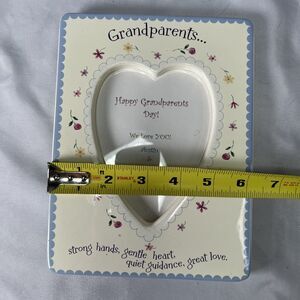 Grandparents...
Happy Grandparents
Day!
We love YOU!
1 2 STANLEY 3 4 5 6 7
strong hands, gentle heart,
quiet guidance, great love.